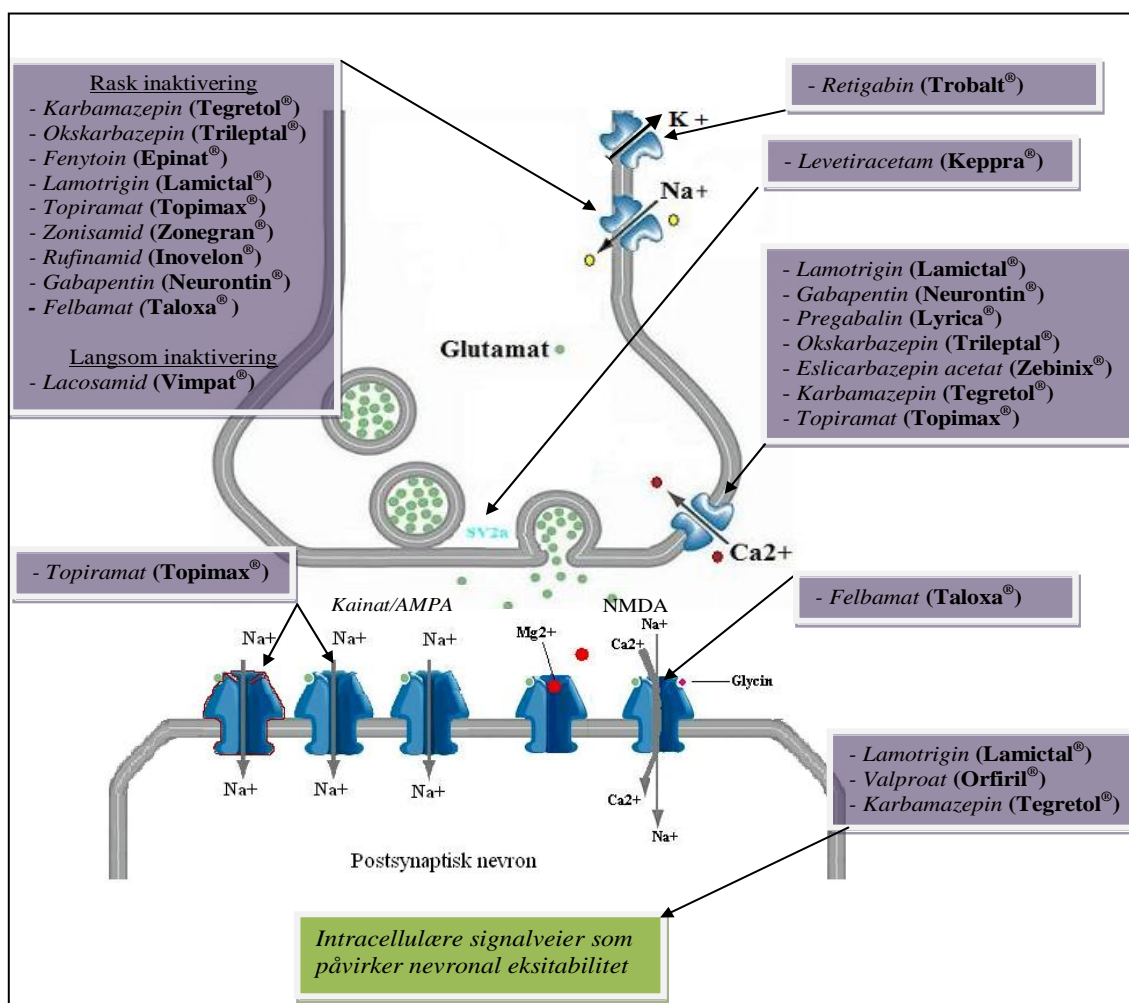 Rask inaktivering
- Karbamazepin (Tegretol®)
- Okskarbazepin (Trileptal®)
- Fenytoin (Epinat®)
- Lamotrigin (Lamictal®)
- Topiramat (Topimax®)
- Zonisamid (Zonegran®)
- Rufinamid (Inovelon®)
- Gabapentin (Neurontin®)
- Felbamat (Taloxa®)
Langsom inaktivering
- Lacosamid (Vimpat®)
- Retigabin (Trobalt®)
K +
- Levetiracetam (Keppra®)
Na+
- Lamotrigin (Lamictal®)
- Gabapentin (Neurontin®)
- Pregabalin (Lyrica®)
- Okskarbazepin (Trileptal®)
- Eslicarbazepin acetat (Zebinix®)
- Karbamazepin (Tegretol®)
- Topiramat (Topimax®)
Glutamat
SV2a
Ca2+
- Topiramat (Topimax®)
- Felbamat (Taloxa®)
Kainat/AMPA
NMDA
Na+
Na+
Na+
Mg2+
Na+
Ca2+
Glycin
Na+
Na+
Na+
Ca2+
Na+
- Lamotrigin (Lamictal®)
- Valproat (Orfiril®)
- Karbamazepin (Tegretol®)
Postsynaptisk nevron
Intracellulære signalveier som
påvirker nevronal eksitabilitet